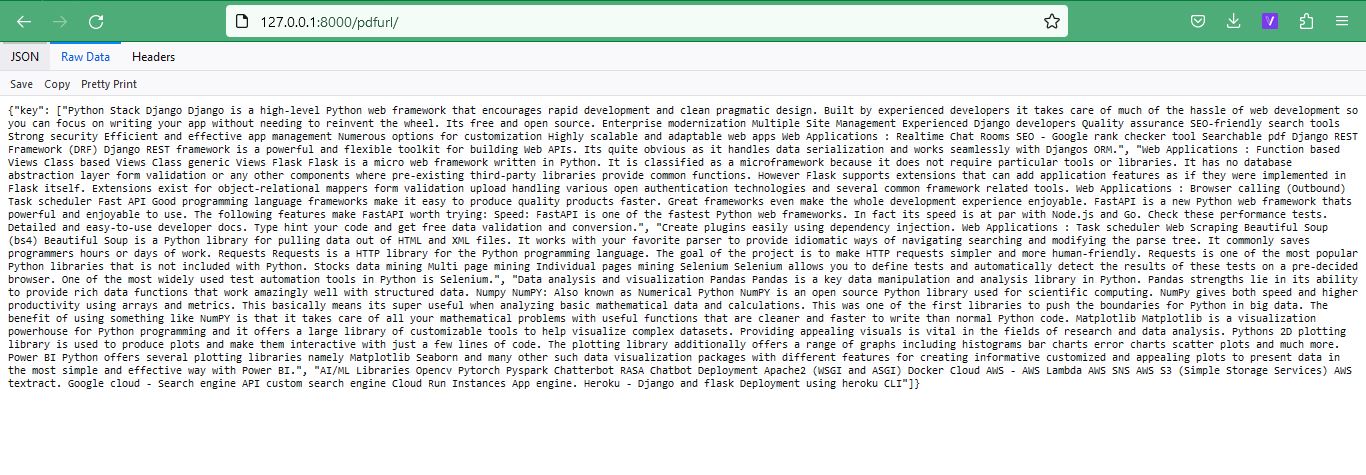 127.0.0.1:8000/pdfurl/
JSON Raw Data Headers
Save Copy Pretty Print
{"key": ["Python Stack Django Django is a high-level Python web framework that encourages rapid development and clean pragmatic design. Built by experienced developers it takes care of much of the hassle of web development so
you can focus on writing your app without needing to reinvent the wheel. Its free and open source. Enterprise modernization Multiple Site Management Experienced Django developers Quality assurance SEO-friendly search tools
Strong security Efficient and effective app management Numerous options for customization Highly scalable and adaptable web apps Web Applications : Realtime Chat Rooms SEO - Google rank checker tool Searchable pdf Django REST
Framework (DRF) Django REST framework is a powerful and flexible toolkit for building Web APIs. Its quite obvious as it handles data serialization and works seamlessly with Djangos ORM.", "Web Applications : Function based
Views Class based Views Class generic Views Flask Flask is a micro web framework written in Python. It is classified as a microframework because it does not require particular tools or libraries. It has no database
abstraction layer form validation or any other components where pre-existing third-party libraries provide common functions. However Flask supports extensions that can add application features as if they were implemented in
Flask itself. Extensions exist for object-relational mappers form validation upload handling various open authentication technologies and several common framework related tools. Web Applications : Browser calling (Outbound)
Task scheduler Fast API Good programming language frameworks make it easy to produce quality products faster. Great frameworks even make the whole development experience enjoyable. FastAPI is a new Python web framework thats
powerful and enjoyable to use. The following features make FastAPI worth trying: Speed: FastAPI is one of the fastest Python web frameworks. In fact its speed is at par with Node.js and Go. Check these performance tests.
Detailed and easy-to-use developer docs. Type hint your code and get free data validation and conversion.", "Create plugins easily using dependency injection. Web Applications : Task scheduler Web Scraping Beautiful Soup
(bs4) Beautiful Soup is a Python library for pulling data out of HTML and XML files. It works with your favorite parser to provide idiomatic ways of navigating searching and modifying the parse tree. It commonly saves
programmers hours or days of work. Requests Requests is a HTTP library for the Python programming language. The goal of the project is to make HTTP requests simpler and more human-friendly. Requests is one of the most popular
Python libraries that is not included with Python. Stocks data mining Multi page mining Individual pages mining Selenium Selenium allows you to define tests and automatically detect the results of these tests on a pre-decided
browser. One of the most widely used test automation tools in Python is Selenium.", "Data analysis and visualization Pandas Pandas is a key data manipulation and analysis library in Python. Pandas strengths lie in its ability
to provide rich data functions that work amazingly well with structured data. Numpy NumPY: Also known as Numerical Python NumPY is an open source Python library used for scientific computing. NumPy gives both speed and higher
productivity using arrays and metrics. This basically means its super useful when analyzing basic mathematical data and calculations. This was one of the first libraries to push the boundaries for Python in big data. The
benefit of using something like NumPY is that it takes care of all your mathematical problems with useful functions that are cleaner and faster to write than normal Python code. Matplotlib Matplotlib is a visualization
powerhouse for Python programming and it offers a large library of customizable tools to help visualize complex datasets. Providing appealing visuals is vital in the fields of research and data analysis. Pythons 2D plotting
library is used to produce plots and make them interactive with just a few lines of code. The plotting library additionally offers a range of graphs including histograms bar charts error charts scatter plots and much more.
Power BI Python offers several plotting libraries namely Matplotlib Seaborn and many other such data visualization packages with different features for creating informative customized and appealing plots to present data in
the most simple and effective way with Power BI.", "AI/ML Libraries Opencv Pytorch Pyspark Chatterbot RASA Chatbot Deployment Apache2 (WSGI and ASGI) Docker Cloud AWS - AWS Lambda AWS SNS AWS S3 (Simple Storage Services) AWS
textract. Google cloud - Search engine API custom search engine Cloud Run Instances App engine. Heroku - Django and flask Deployment using heroku CLI"]}